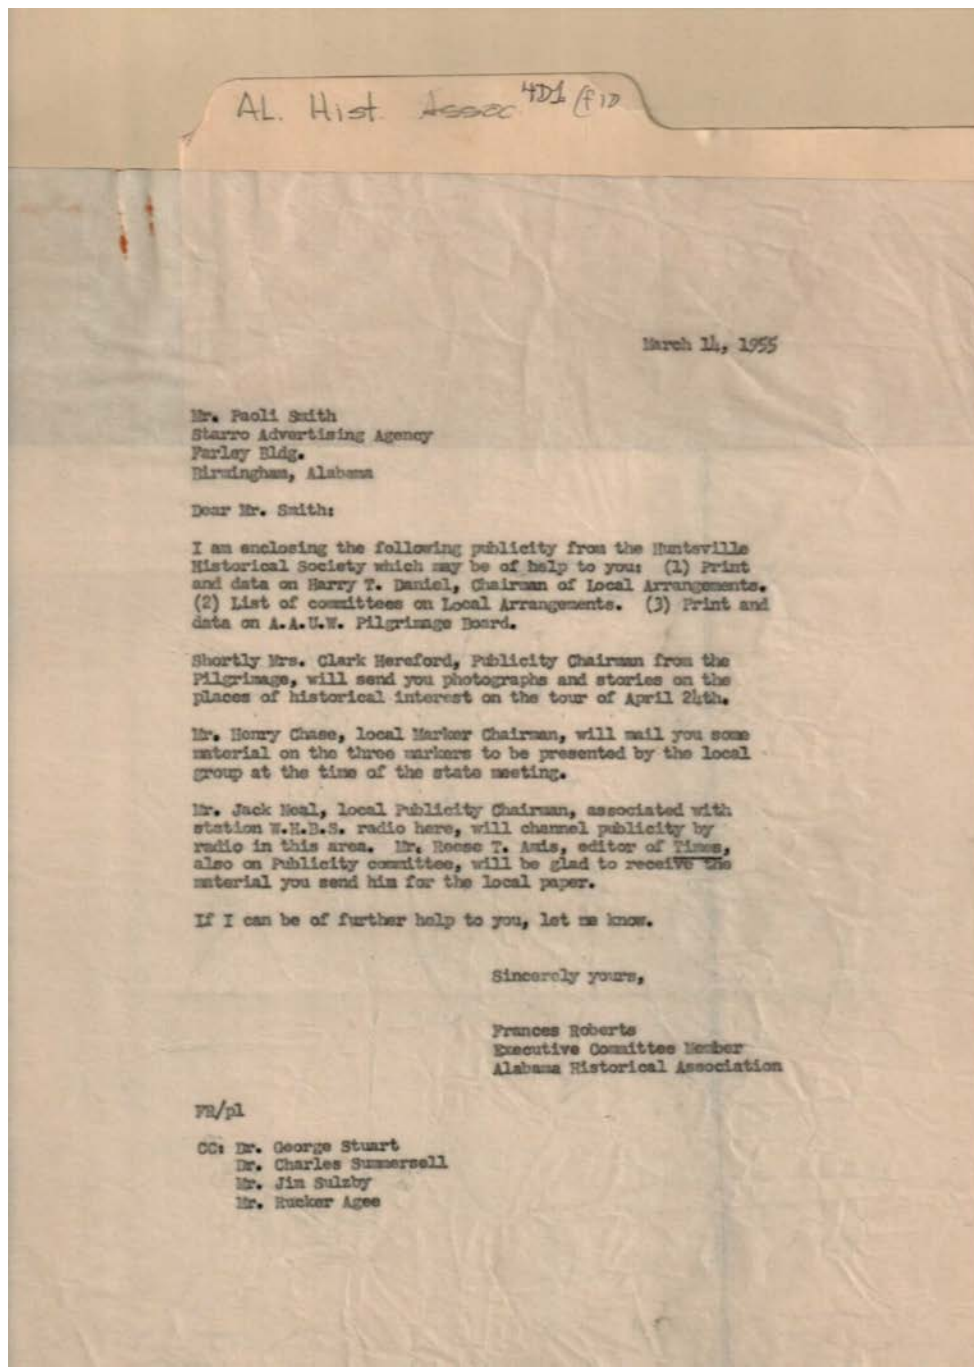 AL. Hist. Assoc 4D1 (f10
March 14, 1955
Mr. Paoli Smith
Starro Advertising Agency
Farley Bldg.
Birmingham, Alabama
Dear Mr. Smith:
I am enclosing the following publicity from the Huntsville
Historical Society which may be of help to you: (1) Print
and data on Harry T. Daniel, Chairman of Local Arrangements.
(2) List of committees on Local Arrangements. (3) Print and
data on A.A.U.W. Pilgrimage Board.
Shortly Mrs. Clark Hereford, Publicity Chairman from the
Pilgrimage, will send you photographs and stories on the
places of historical interest on the tour of April 24th.
Mr. Henry Chase, local Marker Chairman, will mail you some
material on the three markers to be presented by the local
group at the time of the state meeting.
Mr. Jack Neal, local Publicity Chairman, associated with
station W.H.B.S. radio here, will channel publicity by
radio in this area. Mr. Reese T. Amis, editor of Times,
also on Publicity committee, will be glad to receive the
material you send him for the local paper.
If I can be of further help to you, let me know.
Sincerely yours,
Frances Roberts
Executive Committee Member
Alabama Historical Association
FR/pl
CC: Dr. George Stuart
Dr. Charles Summersell
Mr. Jim Sulzby
Mr. Rucker Agee